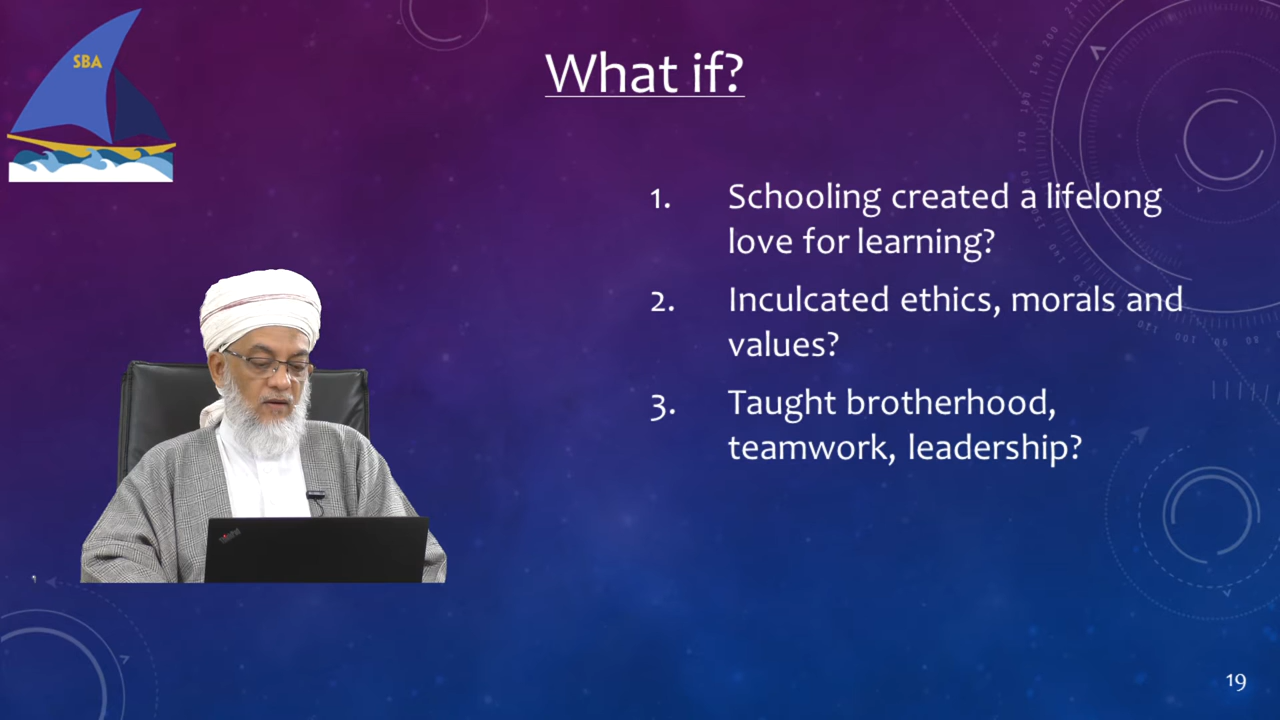 SBA
What if?
1. Schooling created a lifelong
love for learning?
2. Inculcated ethics, morals and
values?
3. Taught brotherhood,
teamwork, leadership?
19